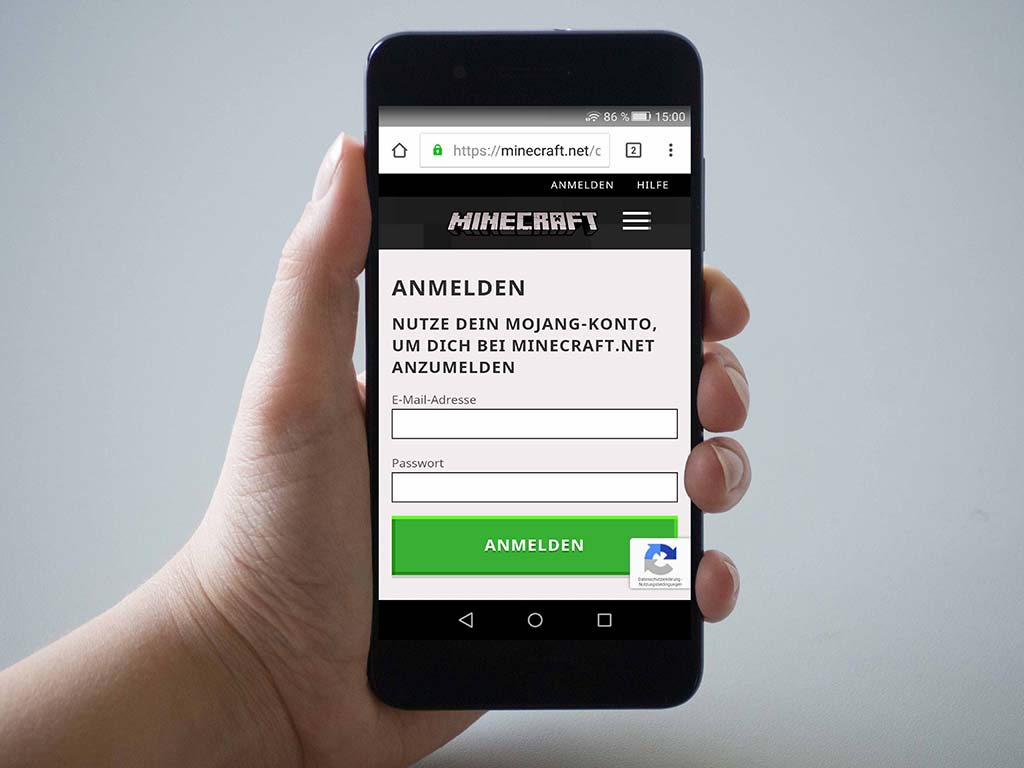 86 % 15:00
https://minecraft.net/c 2
ANMELDEN HILFE
MINECRAFT
ANMELDEN
NUTZE DEIN MOJANG-KONTO,
UM DICH BEI MINECRAFT.NET
ANZUMELDEN
E-Mail-Adresse
Passwort
ANMELDEN
Datenschutzerklärung -
Nutzungsbedingungen